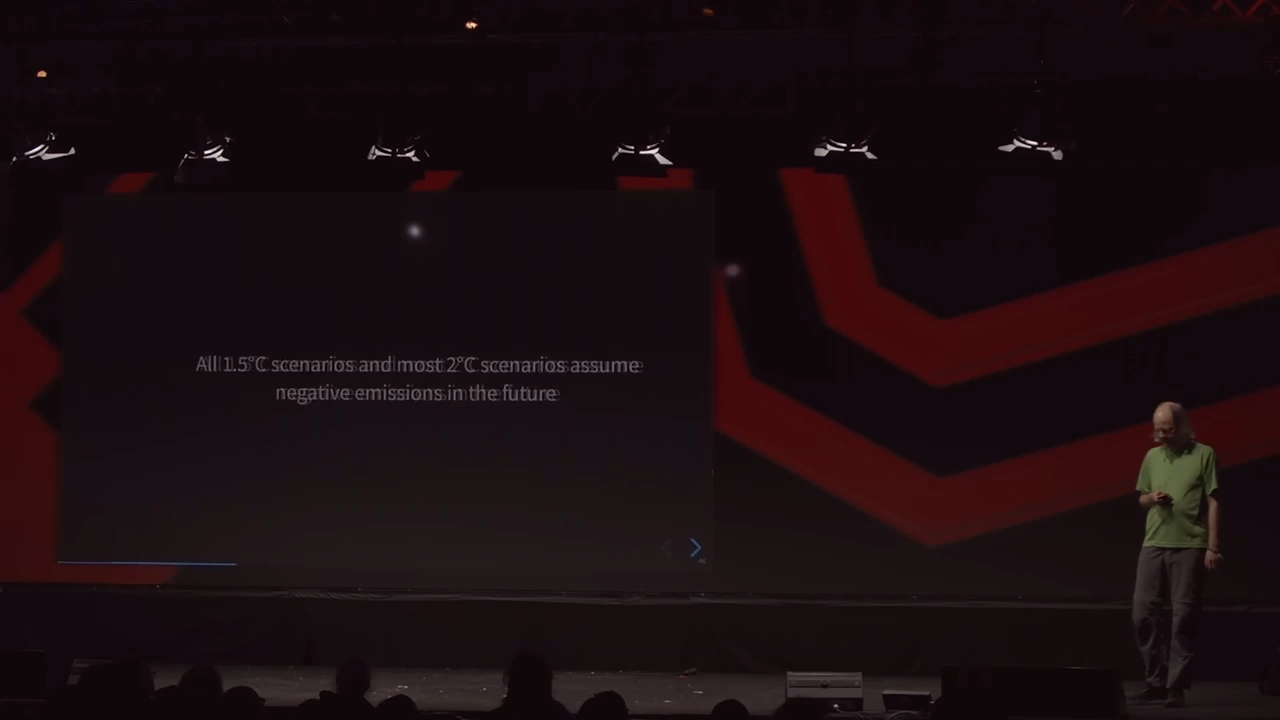 All 1.5°C scenarios and most 2°C scenarios assume
negative emissions in the future